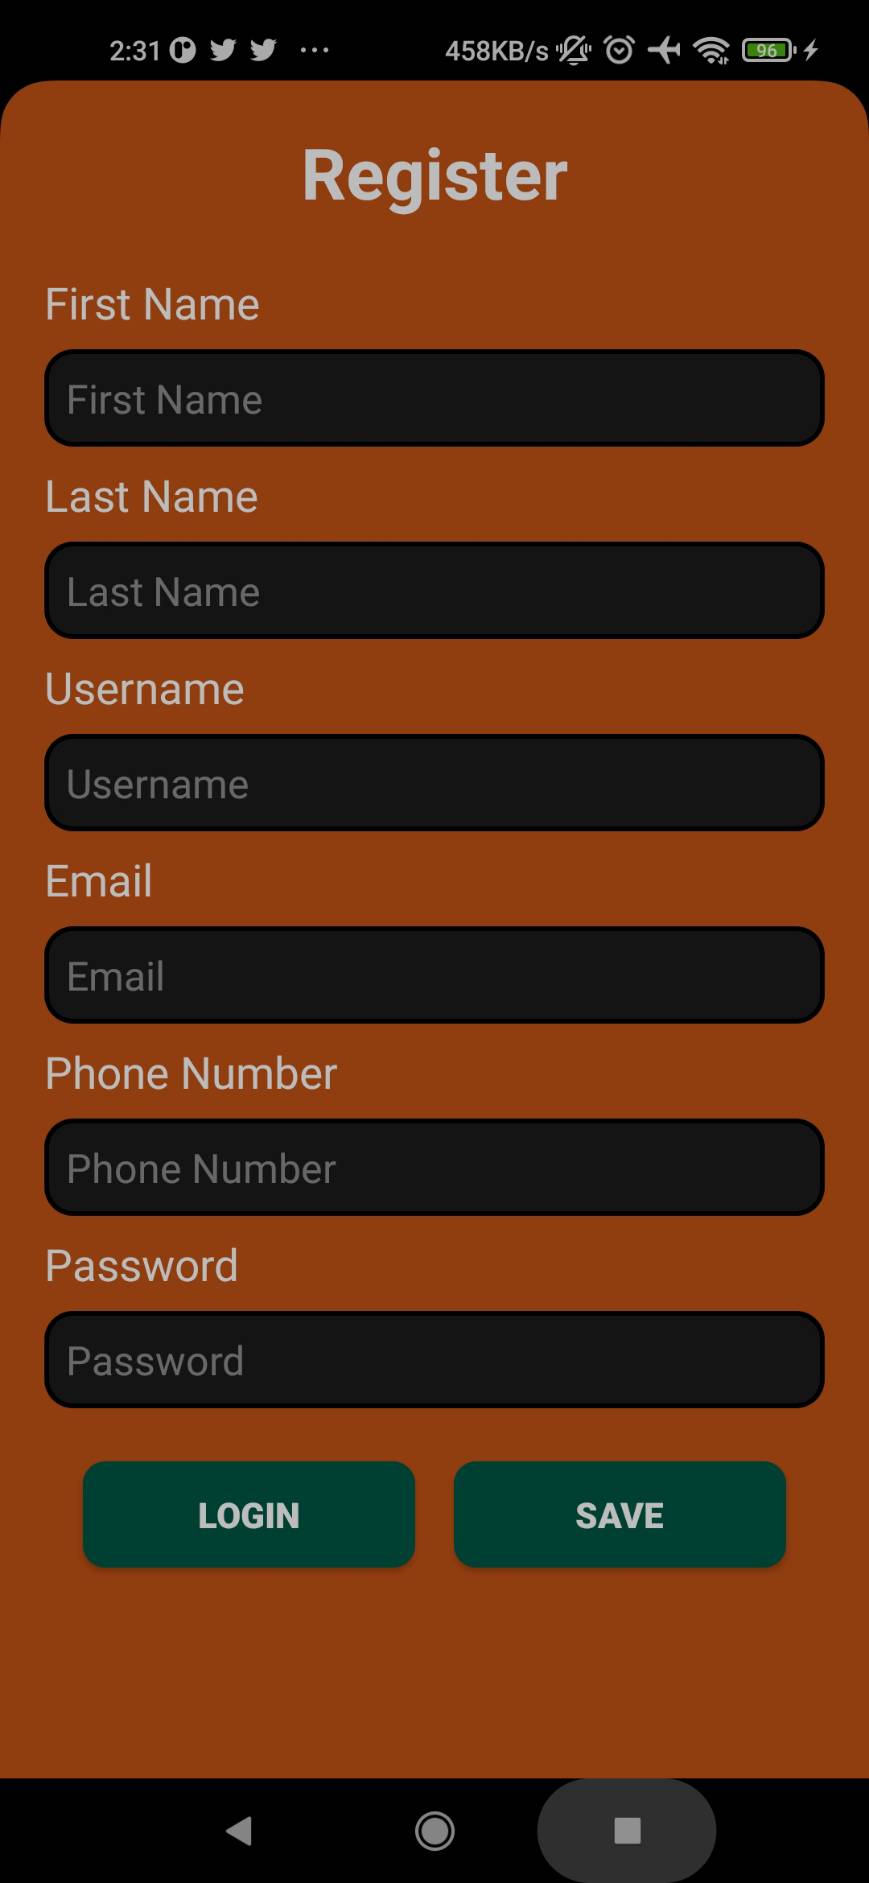 2:31 ... 458KB/s 96
Register
First Name
First Name
Last Name
Last Name
Username
Username
Email
Email
Phone Number
Phone Number
Password
Password
LOGIN SAVE